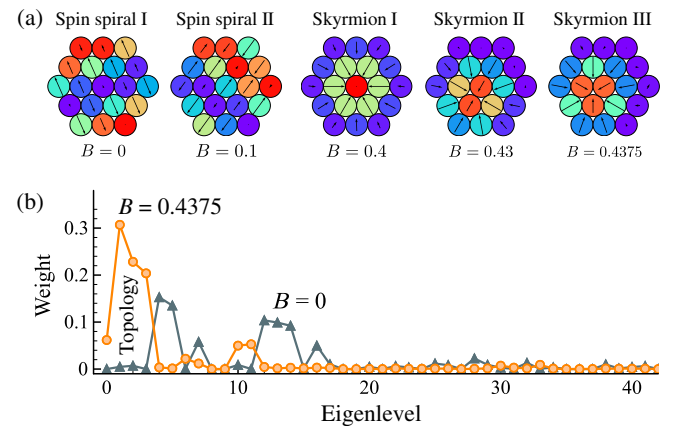 (a) Spin spiral I Spin spiral II Skyrmion I Skyrmion II Skyrmion III
B = 0 B = 0.1 B = 0.4 B = 0.43 B = 0.4375
(b)
B = 0.4375
0.3
0.2
0.1
0
Weight
Topology
B = 0
0 10 20 30 40
Eigenlevel